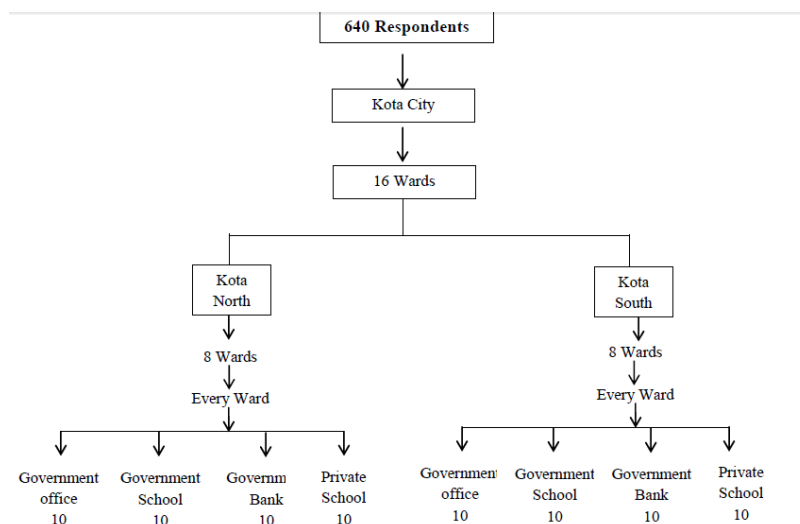 640 Respondents
Kota City
16 Wards
Kota
North
8 Wards
Every Ward
Government
office
10
Government
School
10
Governm
Bank
10
Private
School
10
Kota
South
8 Wards
Every Ward
Government
office
10
Government
School
10
Government
Bank
10
Private
School
10